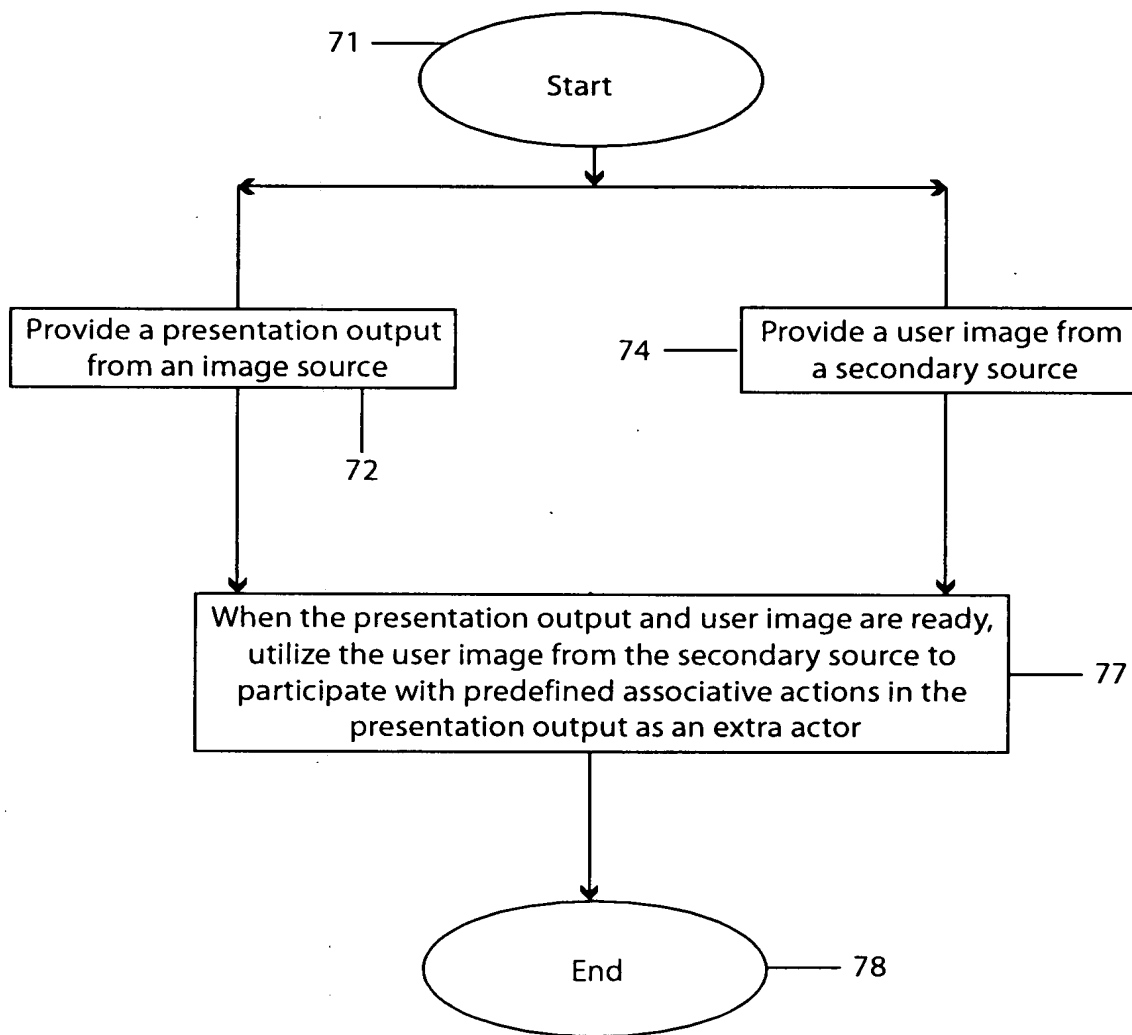 71
Start
Provide a presentation output
from an image source
72
74
Provide a user image from
a secondary source
When the presentation output and user image are ready,
utilize the user image from the secondary source to
participate with predefined associative actions in the
presentation output as an extra actor
77
End
78